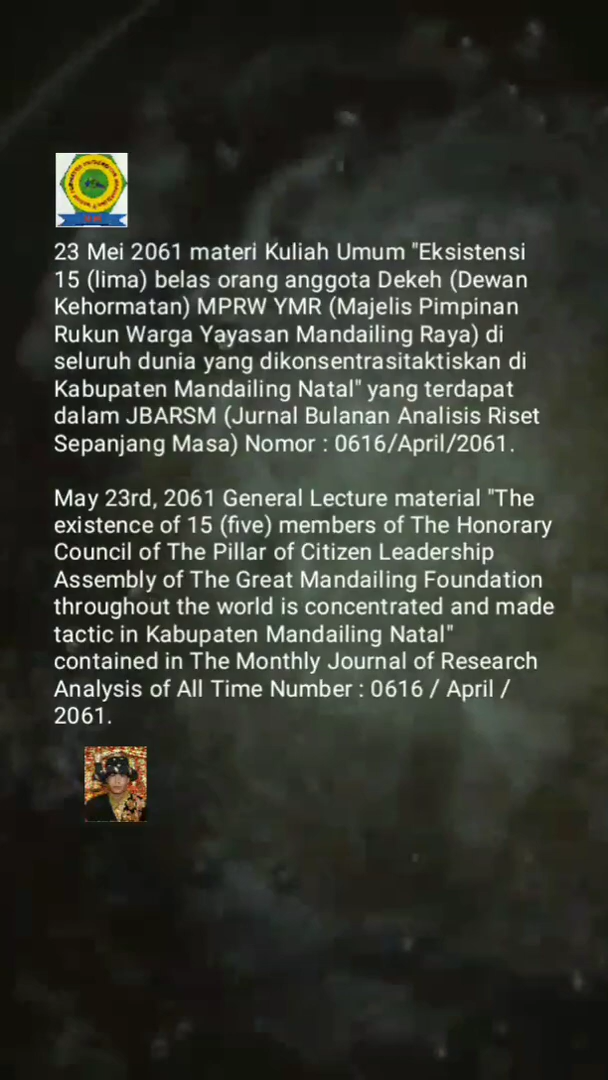 23 Mei 2061 materi Kuliah Umum "Eksistensi
15 (lima) belas orang anggota Dekeh (Dewan
Kehormatan) MPRW YMR (Majelis Pimpinan
Rukun Warga Yayasan Mandailing Raya) di
seluruh dunia yang dikonsentrasitaktiskan di
Kabupaten Mandailing Natal" yang terdapat
dalam JBARSM (Jurnal Bulanan Analisis Riset
Sepanjang Masa) Nomor : 0616/April/2061.
May 23rd, 2061 General Lecture material "The
existence of 15 (five) members of The Honorary
Council of The Pillar of Citizen Leadership
Assembly of The Great Mandailing Foundation
throughout the world is concentrated and made
tactic in Kabupaten Mandailing Natal"
contained in The Monthly Journal of Research
Analysis of All Time Number : 0616 / April /
2061.